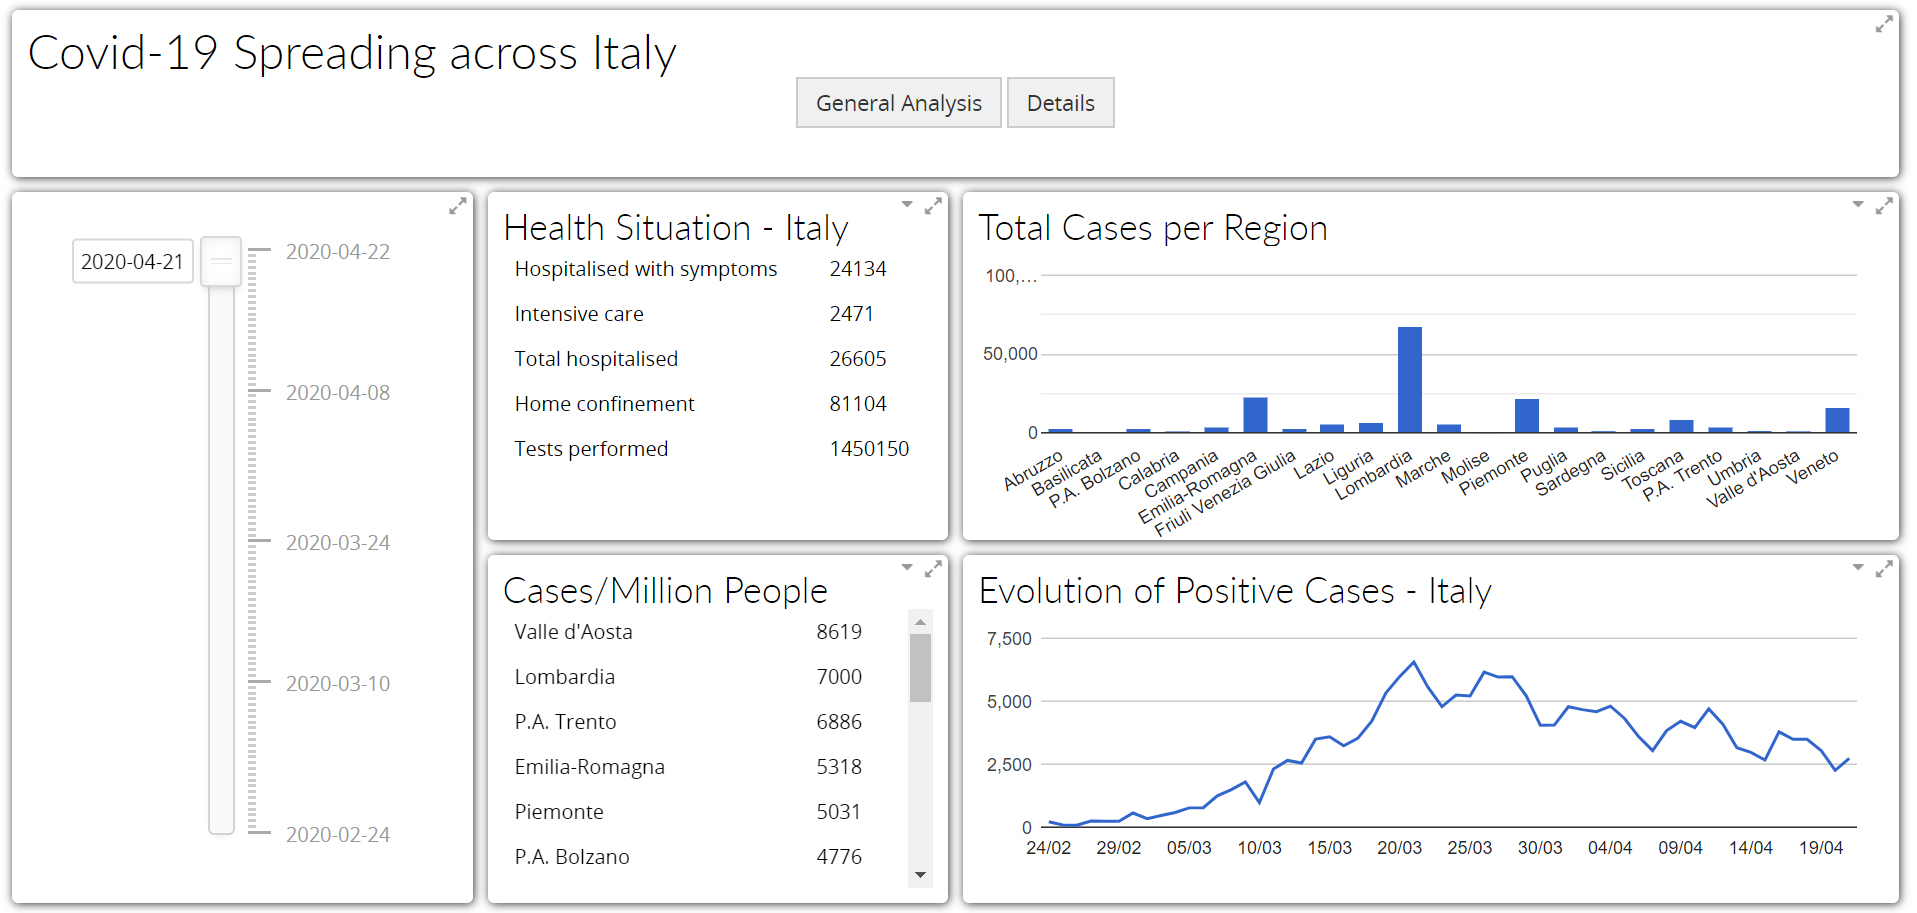 Covid-19 Spreading across Italy
General Analysis
Details
2020-04-21
2020-04-22
2020-04-08
2020-03-24
2020-03-10
2020-02-24
Health Situation - Italy
Hospitalised with symptoms 24134
Intensive care 2471
Total hospitalised 26605
Home confinement 81104
Tests performed 1450150
Total Cases per Region
100,...
50,000
0
Abruzzo
Basilicata
P.A. Bolzano
Calabria
Campania
Emilia-Romagna
Friuli Venezia Giulia
Lazio
Liguria
Lombardia
Marche
Molise
Piemonte
Puglia
Sardegna
Sicilia
Toscana
P.A. Trento
Umbria
Valle d'Aosta
Veneto
Cases/Million People
Valle d'Aosta 8619
Lombardia 7000
P.A. Trento 6886
Emilia-Romagna 5318
Piemonte 5031
P.A. Bolzano 4776
Evolution of Positive Cases - Italy
7,500
5,000
2,500
0
24/02 29/02 05/03 10/03 15/03 20/03 25/03 30/03 04/04 09/04 14/04 19/04